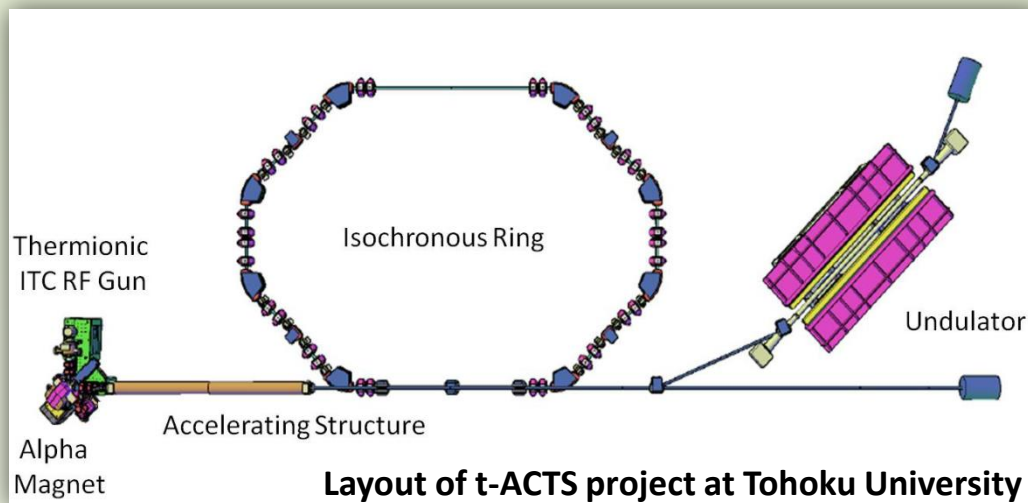 Thermionic
ITC RF Gun
Isochronous Ring
Undulator
Accelerating Structure
Alpha
Magnet
Layout of t-ACTS project at Tohoku University